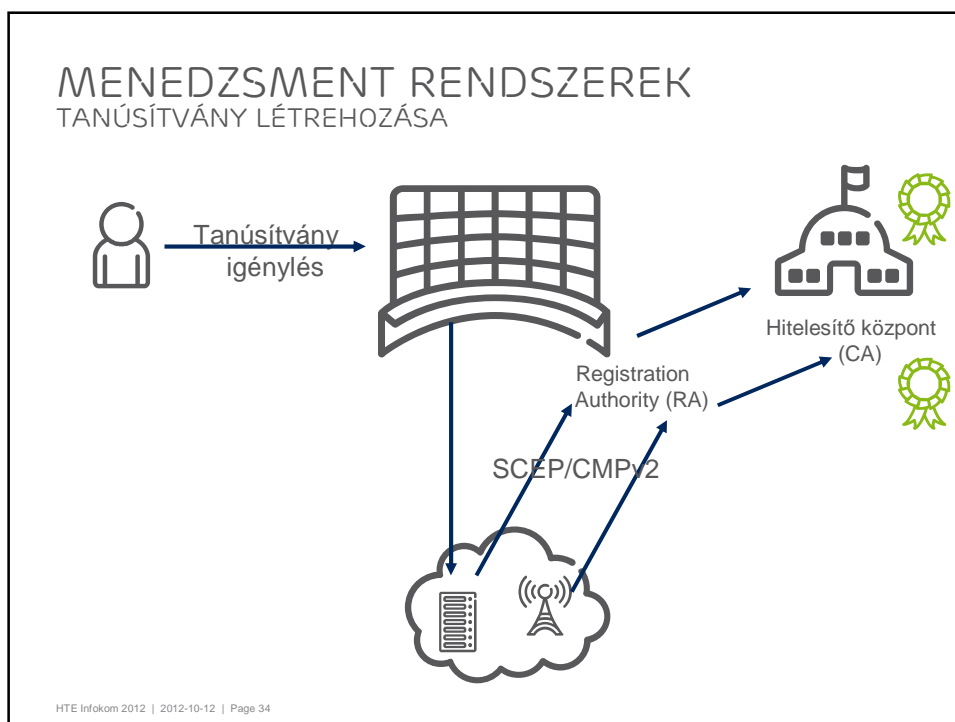 MENEDZSMENT RENDSZEREK
TANÚSÍTVÁNY LÉTREHOZÁSA
Tanúsítvány
igénylés
Hitelesítő központ
(CA)
Registration
Authority (RA)
SCEP/CMPv2
HTE Infokom 2012 | 2012-10-12 | Page 34